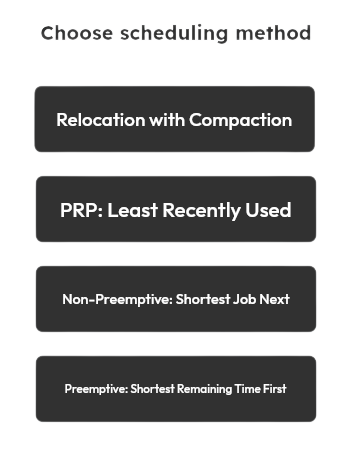 Choose scheduling method
Relocation with Compaction
PRP: Least Recently Used
Non-Preemptive: Shortest Job Next
Preemptive: Shortest Remaining Time First